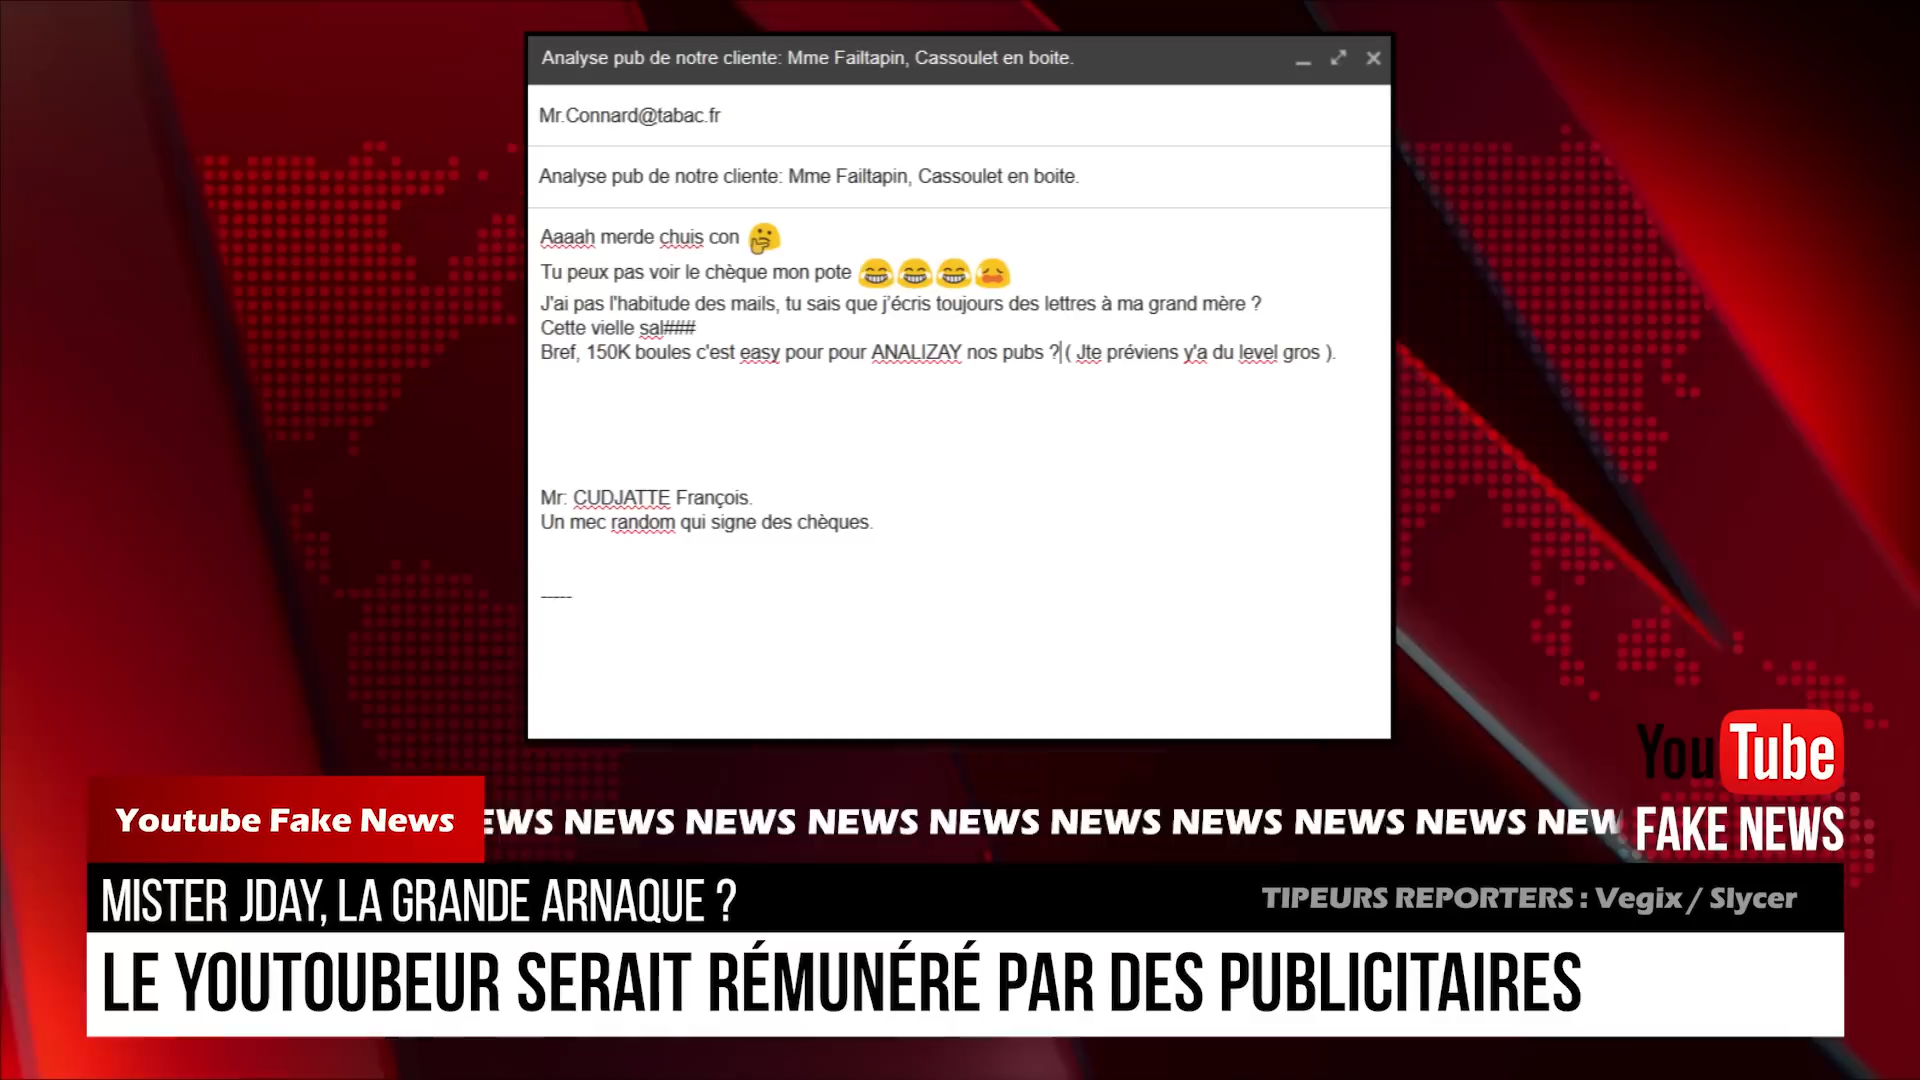 Analyse pub de notre cliente: Mme Failtapin, Cassoulet en boite.
Mr.Connard@tabac.fr
Analyse pub de notre cliente: Mme Failtapin, Cassoulet en boite.
Aaaah merde chuis con
Tu peux pas voir le chèque mon pote
J'ai pas l'habitude des mails, tu sais que j'écris toujours des lettres à ma grand mère ?
Cette vielle sal###
Bref, 150K boules c'est easy pour pour ANALIZAY nos pubs ?( Jte préviens y'a du level gros ).
Mr: CUDJATTE François.
Un mec random qui signe des chèques.
-----
YouTube
Youtube Fake News
EWS NEWS NEWS NEWS NEWS NEWS NEWS NEWS NEWS NEW
FAKE NEWS
MISTER JDAY, LA GRANDE ARNAQUE ?
TIPEURS REPORTERS : Vegix / Slycer
LE YOUTOUBEUR SERAIT RÉMUNÉRÉ PAR DES PUBLICITAIRES